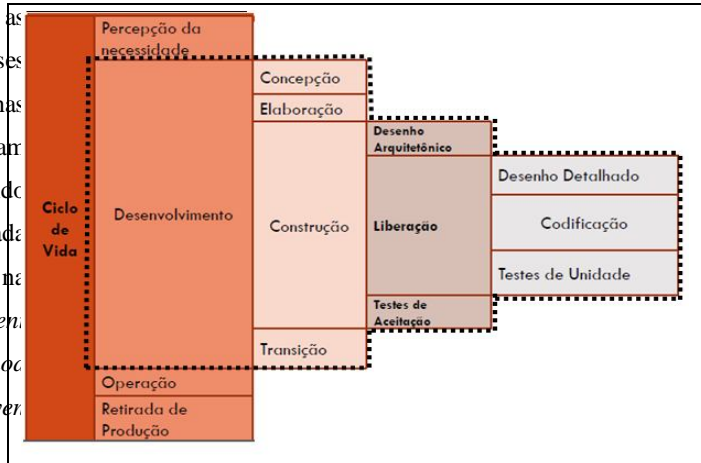 as
Percepção da
necessidade
Concepção
Elaboração
Desenho
Arquitetônico
Desenho Detalhado
Ciclo
de
Vida
Desenvolvimento
Construção
Liberação
Codificação
Testes de Unidade
Testes de
Aceitação
Transição
Operação
Retirada de
Produção